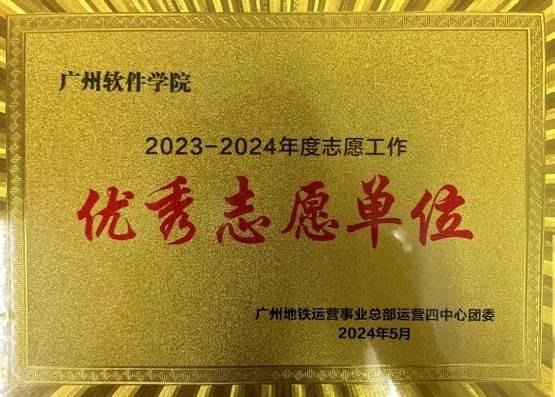 广州软件学院
2023-2024年度志愿工作
优秀志愿单位
广州地铁运营事业总部运营四中心团委
2024年5月